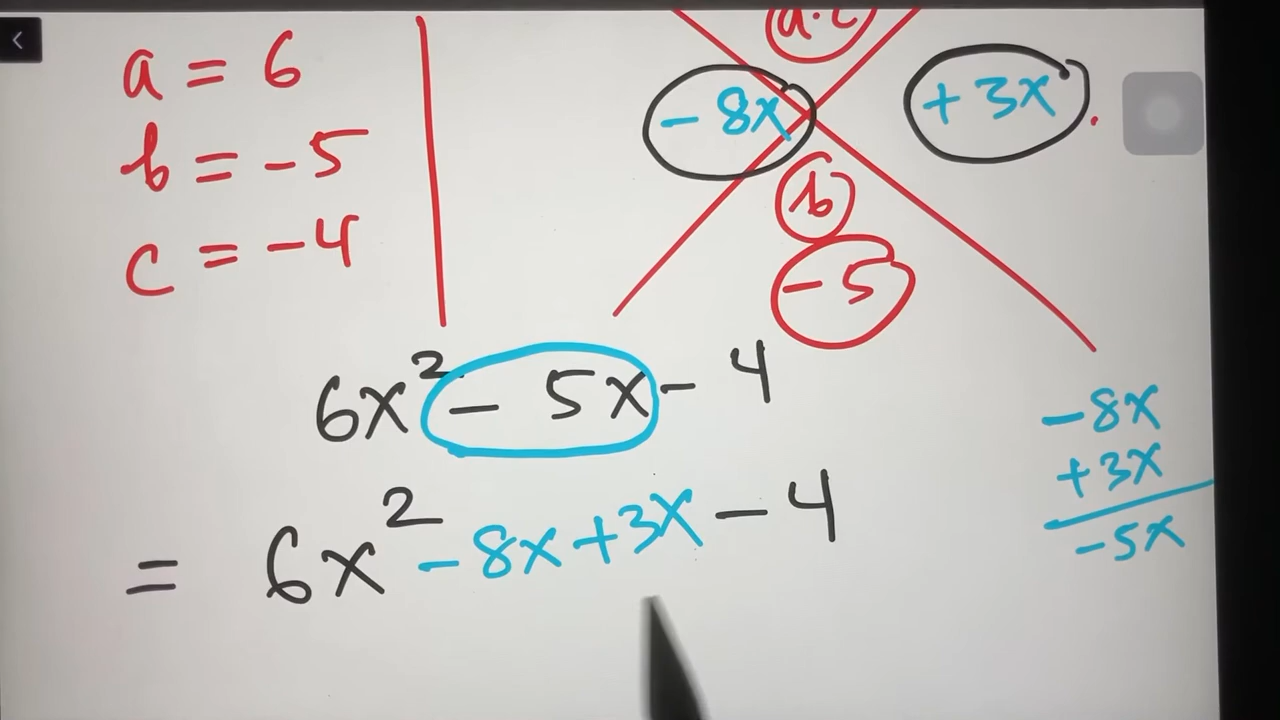 a = 6
b = -5
c = -4
a·c
- 8x
+ 3x .
b
- 5
6x² - 5x - 4
= 6x² - 8x + 3x - 4
- 8x
+ 3x
- 5x